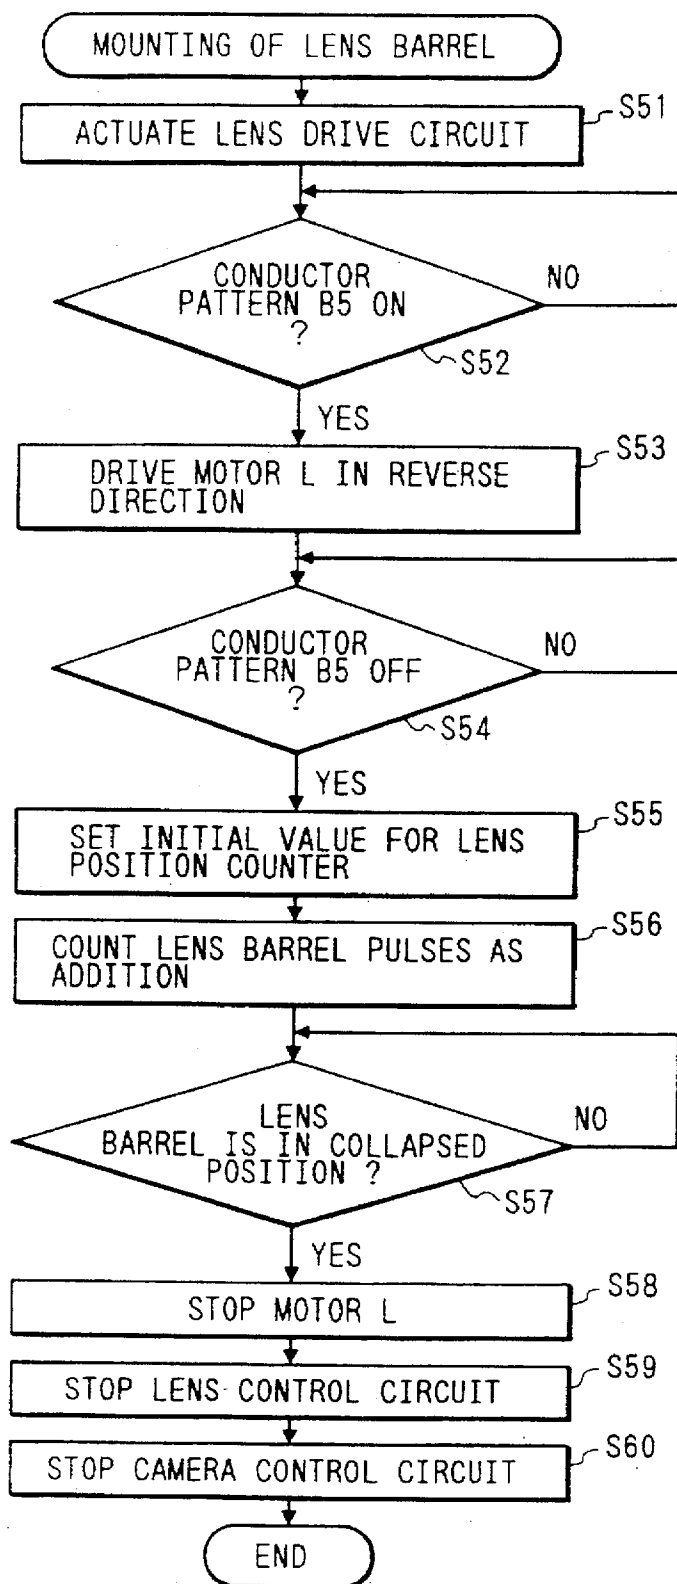 MOUNTING OF LENS BARREL
S51
ACTUATE LENS DRIVE CIRCUIT
CONDUCTOR
PATTERN B5 ON
?
NO
S52
YES
S53
DRIVE MOTOR L IN REVERSE
DIRECTION
CONDUCTOR
PATTERN B5 OFF
?
NO
S54
YES
S55
SET INITIAL VALUE FOR LENS
POSITION COUNTER
S56
COUNT LENS BARREL PULSES AS
ADDITION
LENS
BARREL IS IN COLLAPSED
POSITION ?
NO
S57
YES
S58
STOP MOTOR L
S59
STOP LENS CONTROL CIRCUIT
S60
STOP CAMERA CONTROL CIRCUIT
END